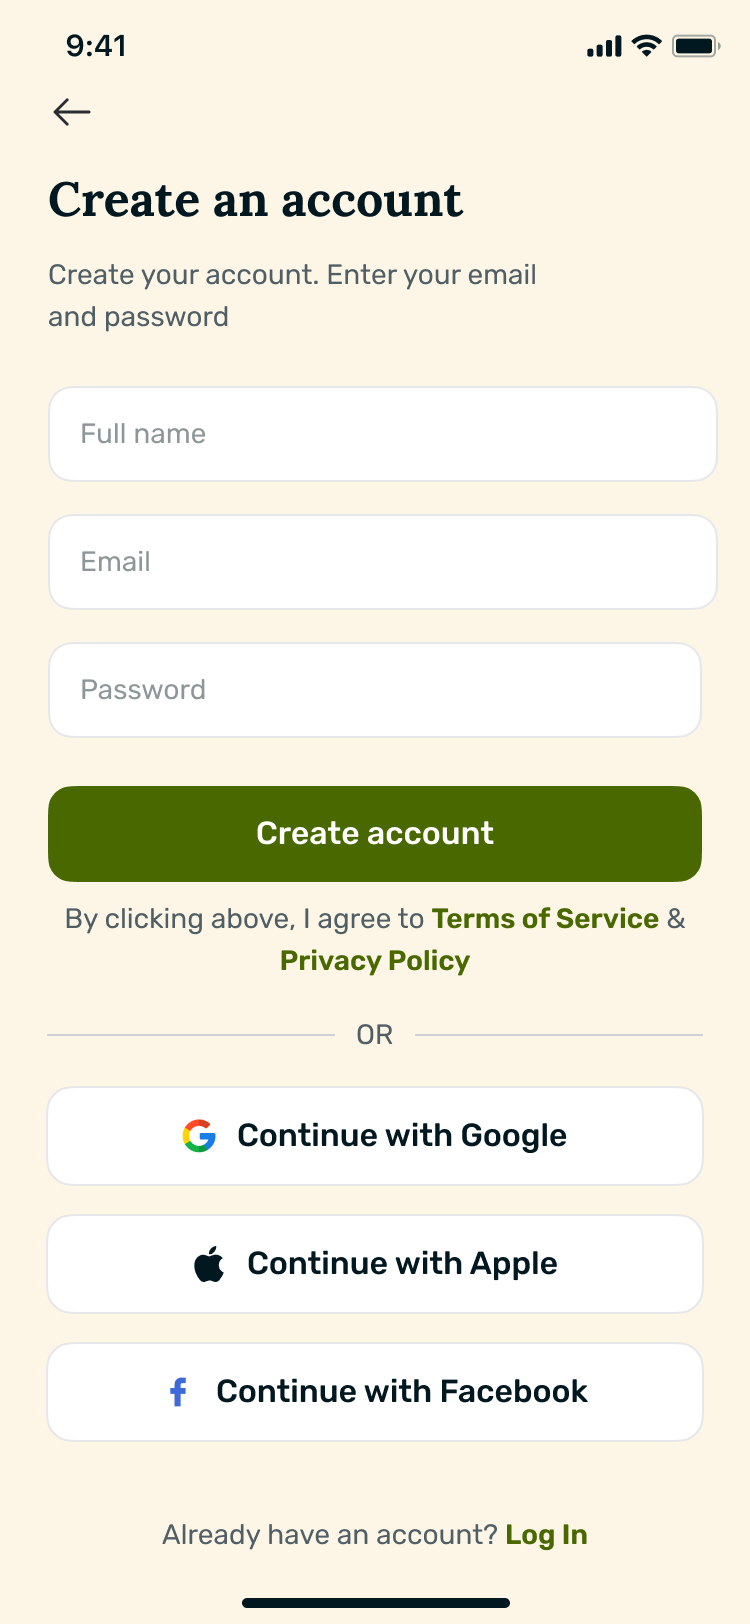 9:41
Create an account
Create your account. Enter your email
and password
Full name
Email
Password
Create account
By clicking above, I agree to Terms of Service &
Privacy Policy
OR
Continue with Google
Continue with Apple
Continue with Facebook
Already have an account? Log In